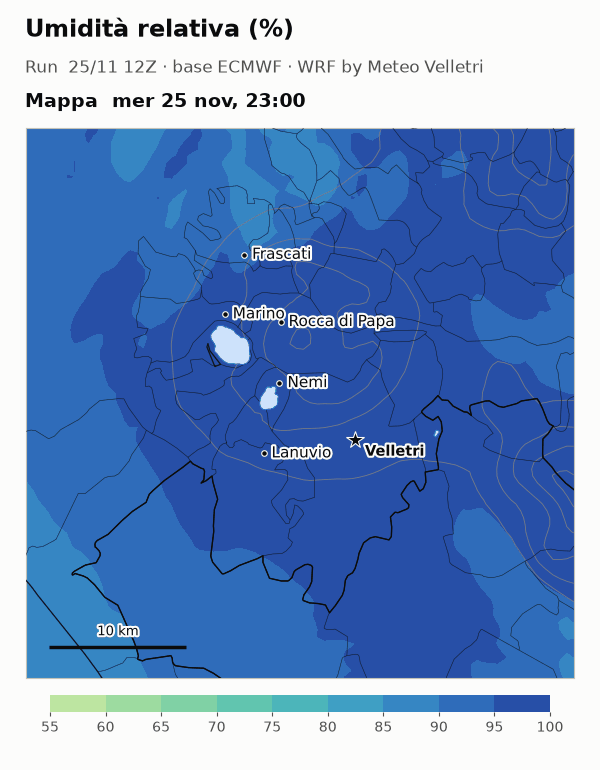 Umidità relativa (%)
Run  25/11 12Z · base ECMWF · WRF by Meteo Velletri
Mappa  mer 25 nov, 23:00
Frascati
Marino
Rocca di Papa
Nemi
Velletri
Lanuvio
10 km
55 60 65 70 75 80 85 90 95 100